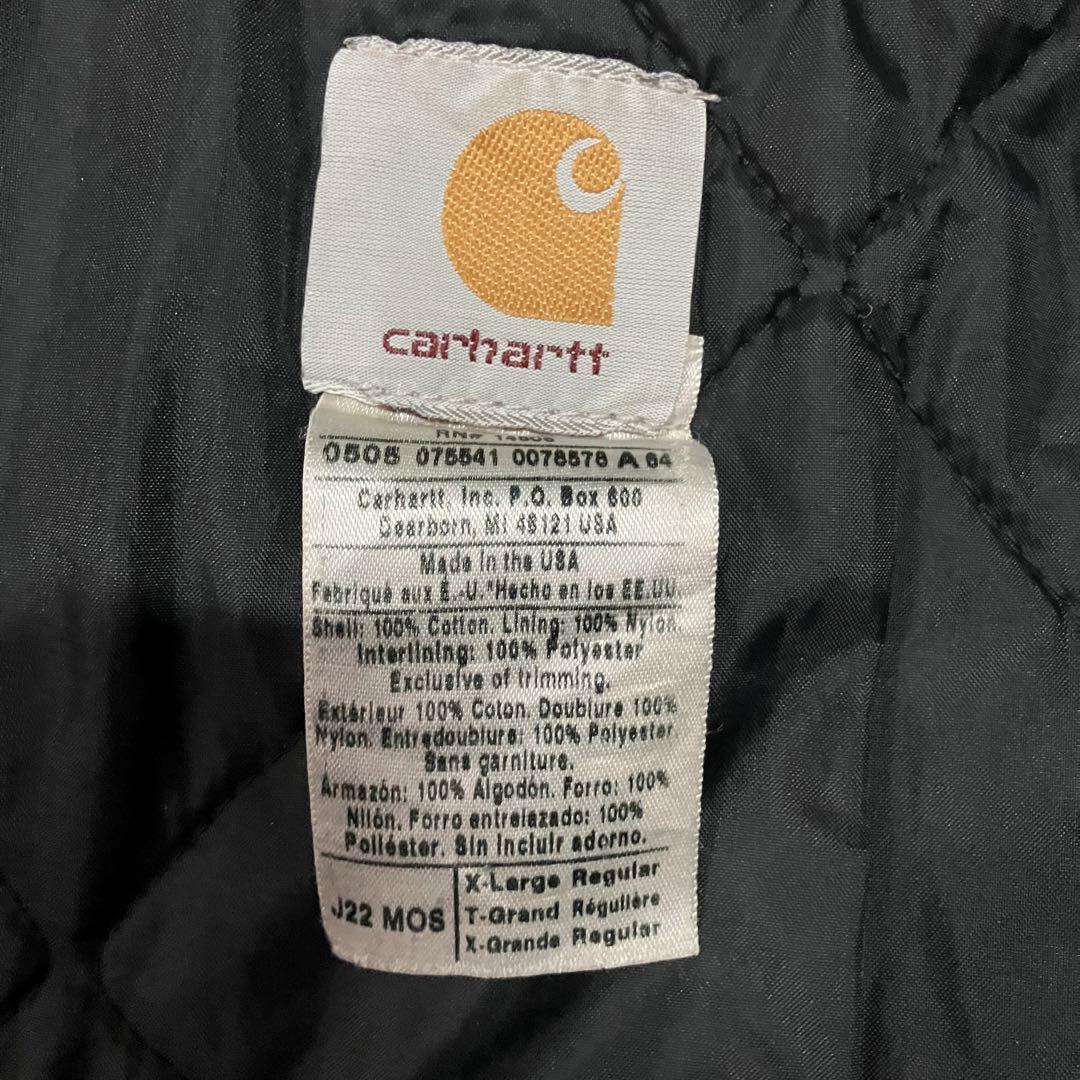 carhartt
RN# 14806
0505 075541 0078578 A 64
Carhartt, Inc. P.O. Box 600
Dearborn, MI 48121 USA
Made in the USA
Fabriqué aux É.-U. *Hecho en los EE.UU.
Shell: 100% Cotton. Lining: 100% Nylon.
Interlining: 100% Polyester
Exclusive of trimming.
Extérieur 100% Coton. Doublure 100%
Nylon. Entredoublure: 100% Polyester.
Sans garniture.
Armazón: 100% Algodón. Forro: 100%
Nilón. Forro entrelazado: 100%
Poliéster. Sin incluir adorno.
J22 MOS
X-Large Regular
T-Grand Régulière
X-Grande Regular